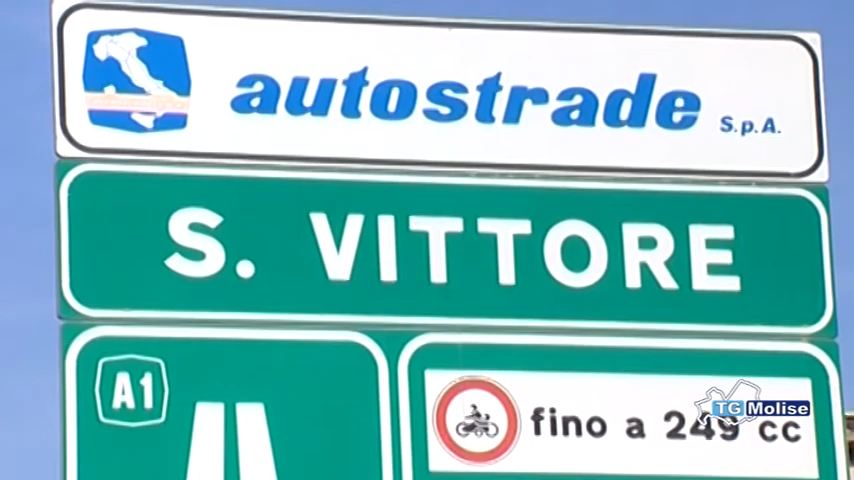 autostrade S.p.A.
S. VITTORE
A1
fino a 249 cc
TG Molise